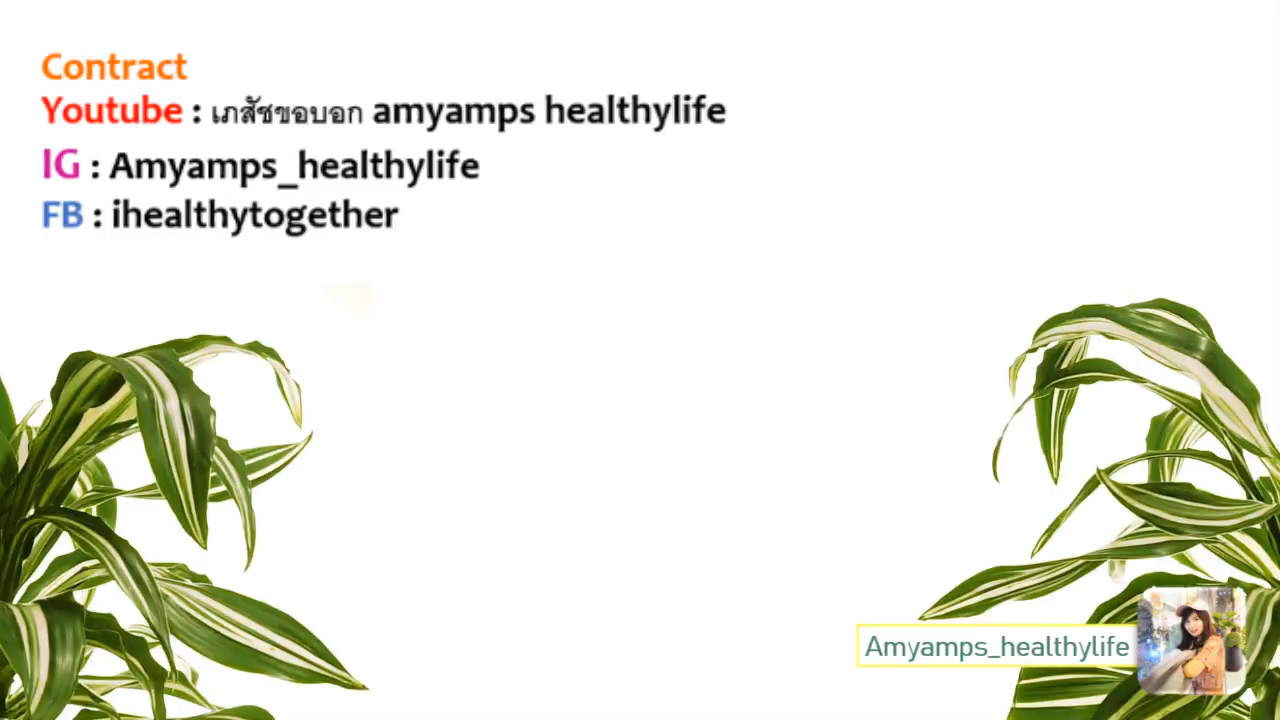 Contract
Youtube : เภสัชขอบอก amyamps healthylife
IG : Amyamps_healthylife
FB : ihealthytogether
Amyamps_healthylife